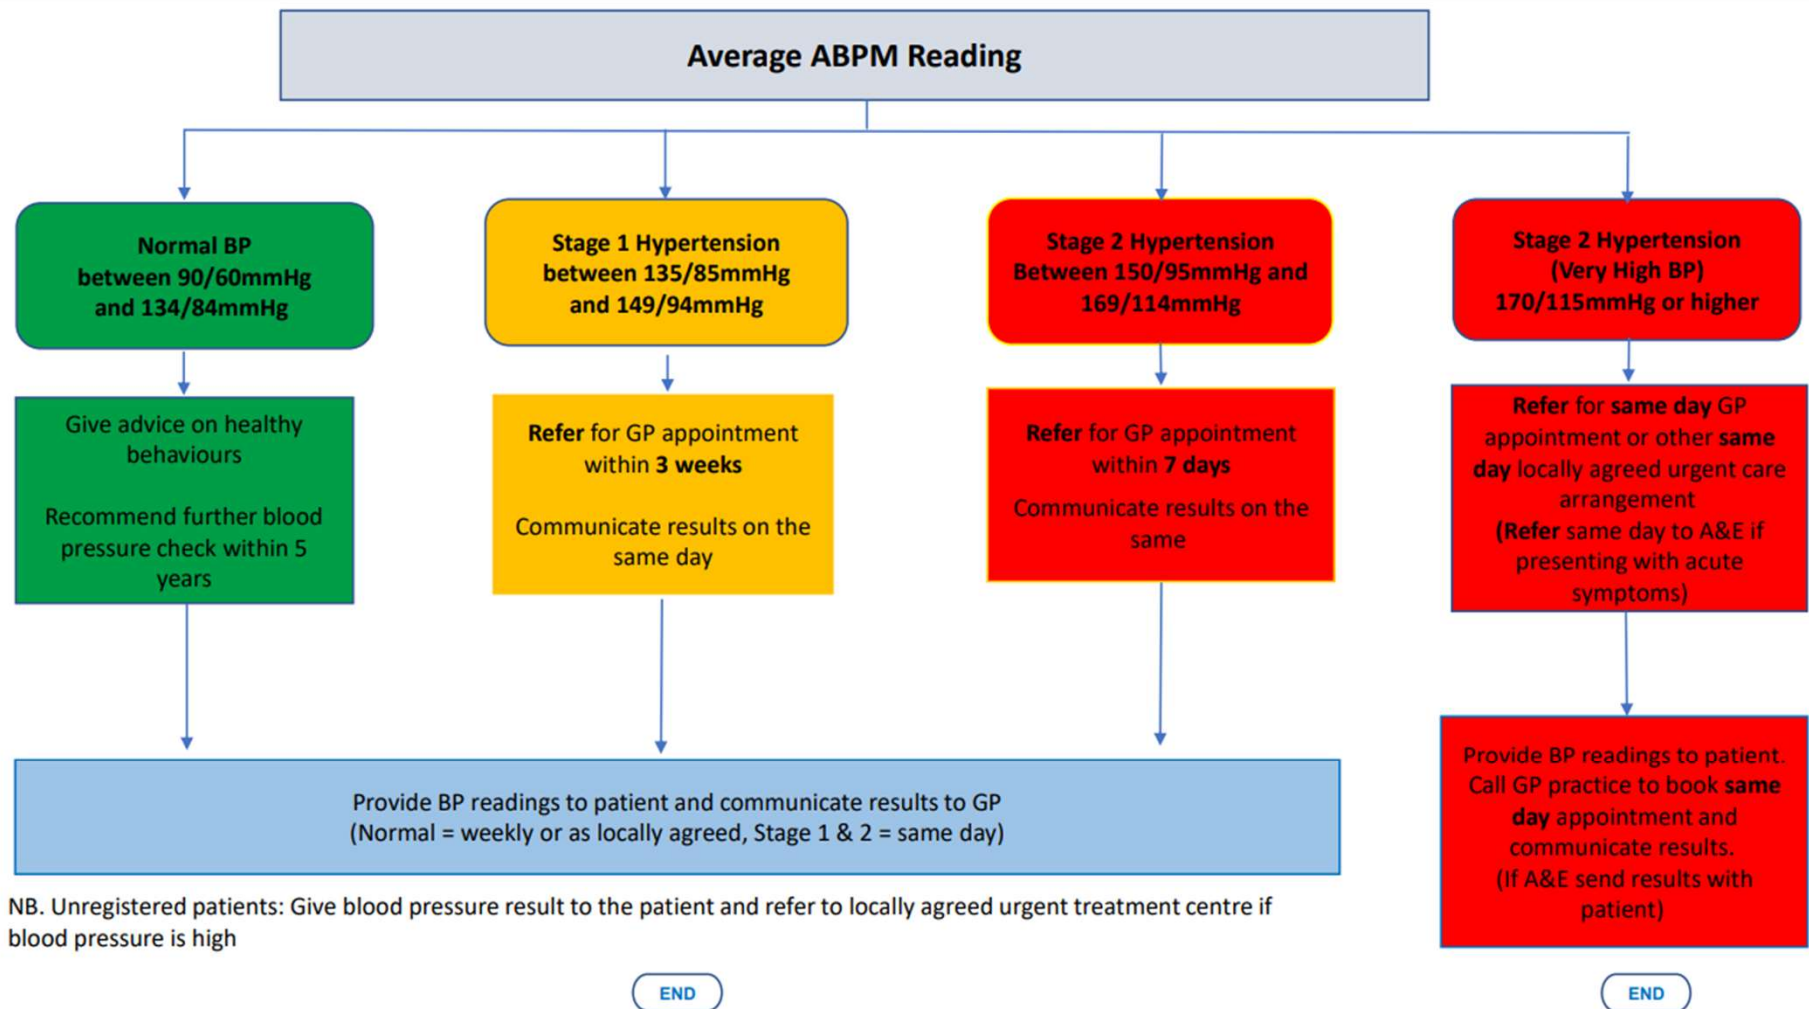 Average ABPM Reading
Normal BP
between 90/60mmHg
and 134/84mmHg
Stage 1 Hypertension
between 135/85mmHg
and 149/94mmHg
Stage 2 Hypertension
Between 150/95mmHg and
169/114mmHg
Stage 2 Hypertension
(Very High BP)
170/115mmHg or higher
Give advice on healthy
behaviours
Recommend further blood
pressure check within 5
years
Refer for GP appointment
within 3 weeks
Communicate results on the
same day
Refer for GP appointment
within 7 days
Communicate results on the
same
Refer for same day GP
appointment or other same
day locally agreed urgent care
arrangement
(Refer same day to A&E if
presenting with acute
symptoms)
Provide BP readings to patient and communicate results to GP
(Normal = weekly or as locally agreed, Stage 1 & 2 = same day)
Provide BP readings to patient.
Call GP practice to book same
day appointment and
communicate results.
(If A&E send results with
patient)
NB. Unregistered patients: Give blood pressure result to the patient and refer to locally agreed urgent treatment centre if
blood pressure is high
END
END